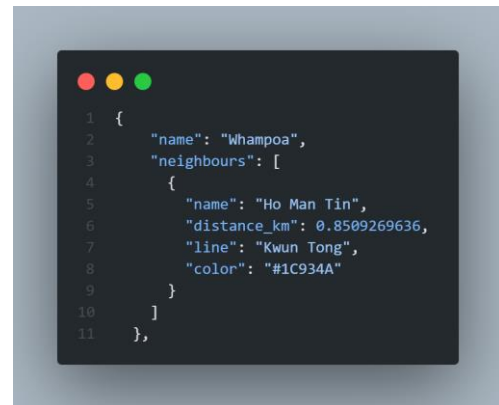 1 {
2     "name": "Whampoa",
3     "neighbours": [
4       {
5         "name": "Ho Man Tin",
6         "distance_km": 0.8509269636,
7         "line": "Kwun Tong",
8         "color": "#1C934A"
9       }
10     ]
11   },